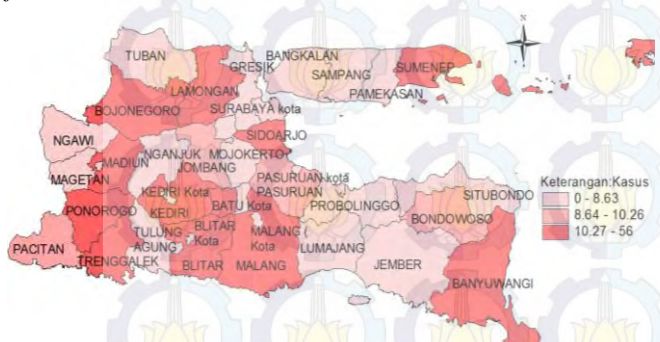 TUBAN
BANGKALAN
GRESIK
SAMPANG
SUMENEP
LAMONGAN
PAMEKASAN
BOJONEGORO
SURABAYA kota
NGAWI
SIDOARJO
MADIUN
NGANJUK
MOJOKERTO
JOMBANG
MAGETAN
PASURUAN kota
KEDIRI Kota
PASURUAN
SITUBONDO
PONOROGO
KEDIRI
BATU Kota
PROBOLINGGO
BONDOWOSO
TULUNG
AGUNG
BLITAR
Kota
MALANG
Kota
PACITAN
LUMAJANG
TRENGGALEK
BLITAR
MALANG
JEMBER
BANYUWANGI
Keterangan:Kasus
0 - 8.63
8.64 - 10.26
10.27 - 56